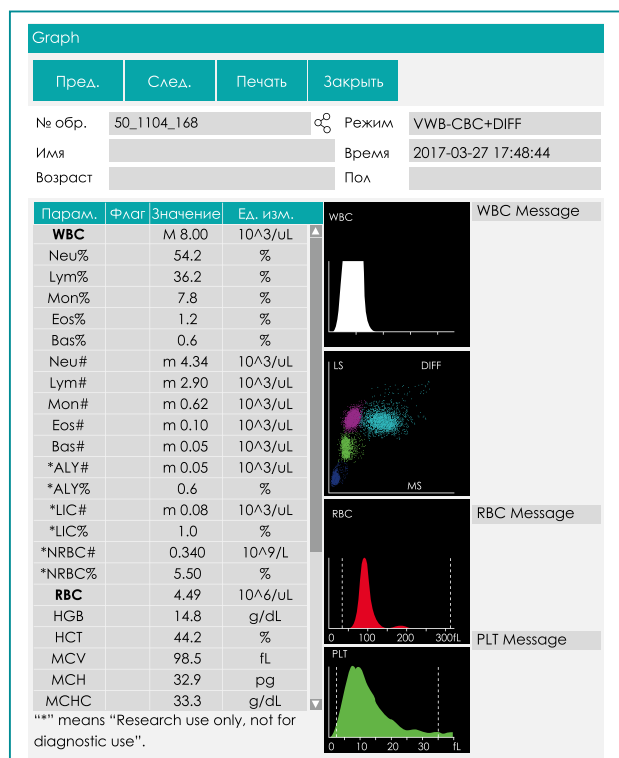 Graph
Пред. След. Печать Закрыть
№ обр. 50_1104_168 Режим VWB-CBC+DIFF
Имя Время 2017-03-27 17:48:44
Возраст Пол
Парам. Флаг Значение Ед. изм.
WBC M 8.00 10^3/uL
Neu% 54.2 %
Lym% 36.2 %
Mon% 7.8 %
Eos% 1.2 %
Bas% 0.6 %
Neu# m 4.34 10^3/uL
Lym# m 2.90 10^3/uL
Mon# m 0.62 10^3/uL
Eos# m 0.10 10^3/uL
Bas# m 0.05 10^3/uL
*ALY# m 0.05 10^3/uL
*ALY% 0.6 %
*LIC# m 0.08 10^3/uL
*LIC% 1.0 %
*NRBC# 0.340 10^9/L
*NRBC% 5.50 %
RBC 4.49 10^6/uL
HGB 14.8 g/dL
HCT 44.2 %
MCV 98.5 fL
MCH 32.9 pg
MCHC 33.3 g/dL
“*” means “Research use only, not for
diagnostic use”.
WBC
WBC Message
LS DIFF
MS
RBC
RBC Message
0 100 200 300fL
PLT
PLT Message
0 10 20 30 fL